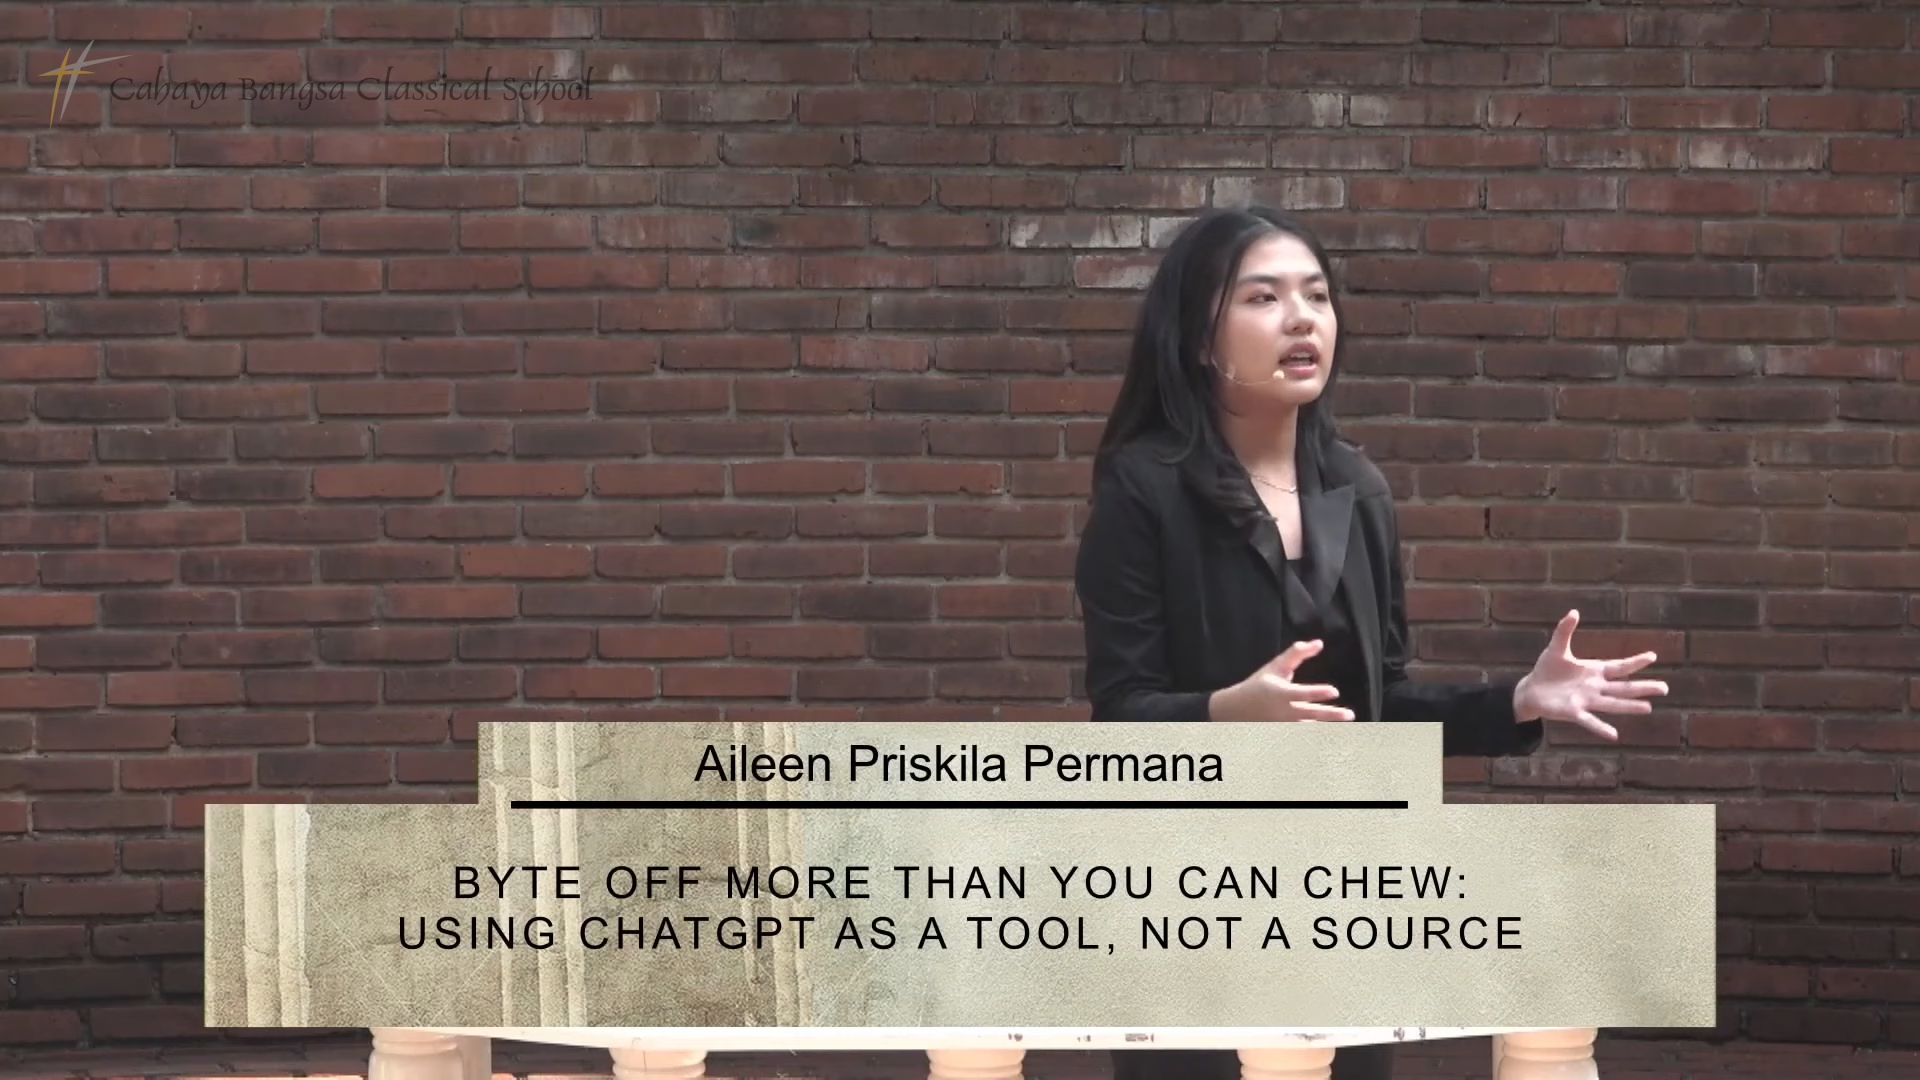 Cahaya Bangsa Classical School
Aileen Priskila Permana
BYTE OFF MORE THAN YOU CAN CHEW:
USING CHATGPT AS A TOOL, NOT A SOURCE